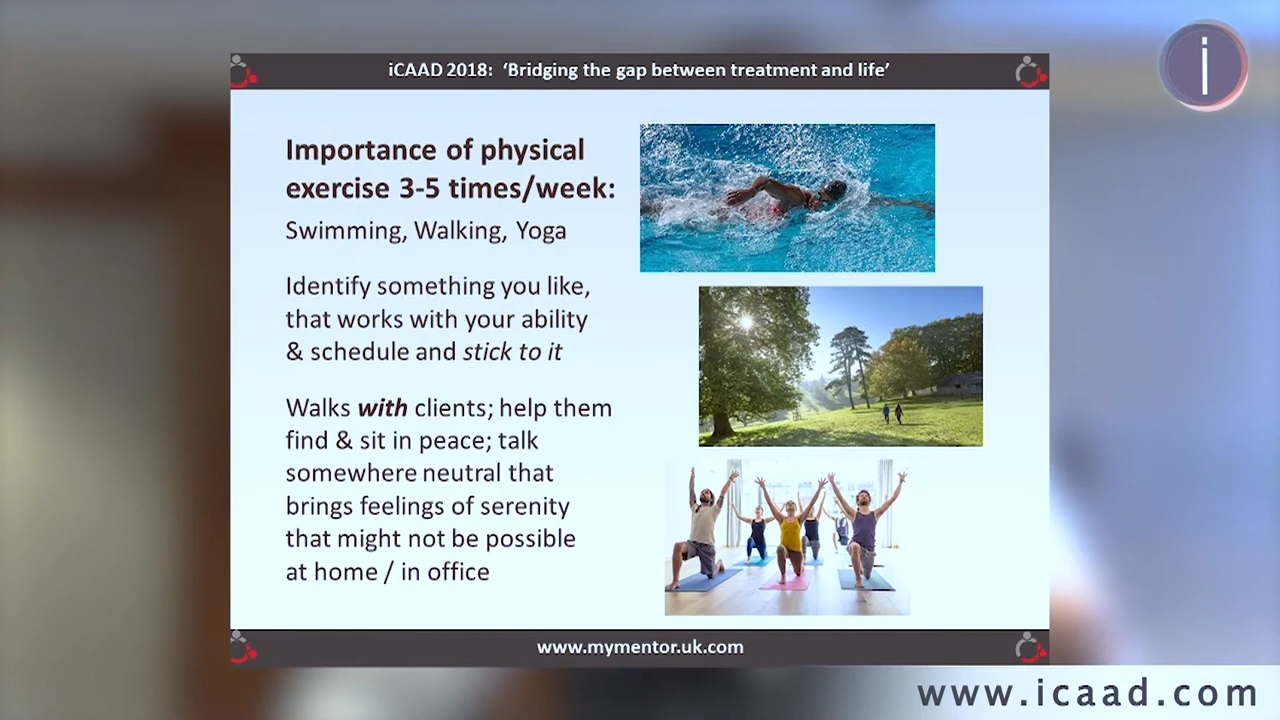 iCAAD 2018: ‘Bridging the gap between treatment and life’
i
Importance of physical
exercise 3-5 times/week:
Swimming, Walking, Yoga
Identify something you like,
that works with your ability
& schedule and stick to it
Walks with clients; help them
find & sit in peace; talk
somewhere neutral that
brings feelings of serenity
that might not be possible
at home / in office
www.mymentor.uk.com
www.icaad.com